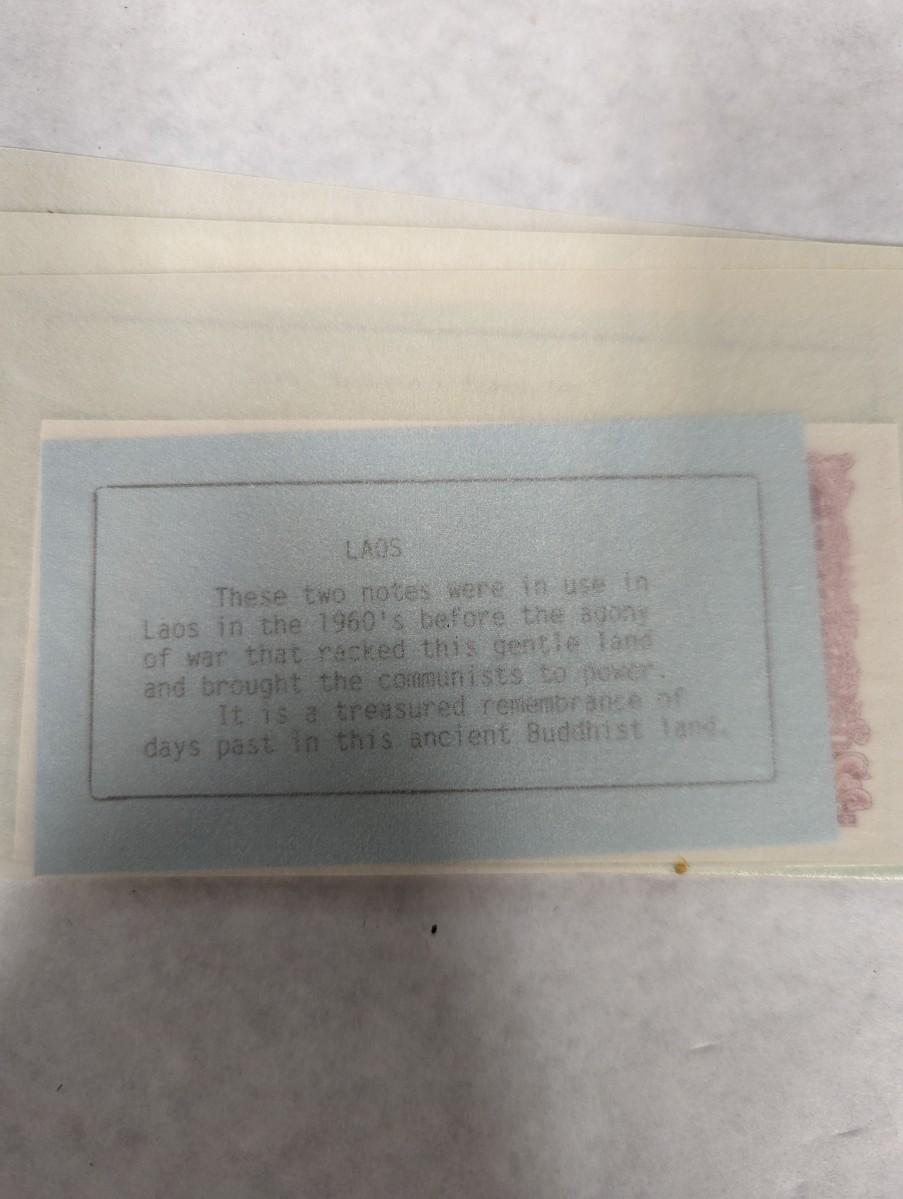 LAOS
These two notes were in use in
Laos in the 1960's before the agony
of war that racked this gentle land
and brought the communists to power.
It is a treasured remembrance of
days past in this ancient Buddhist land.